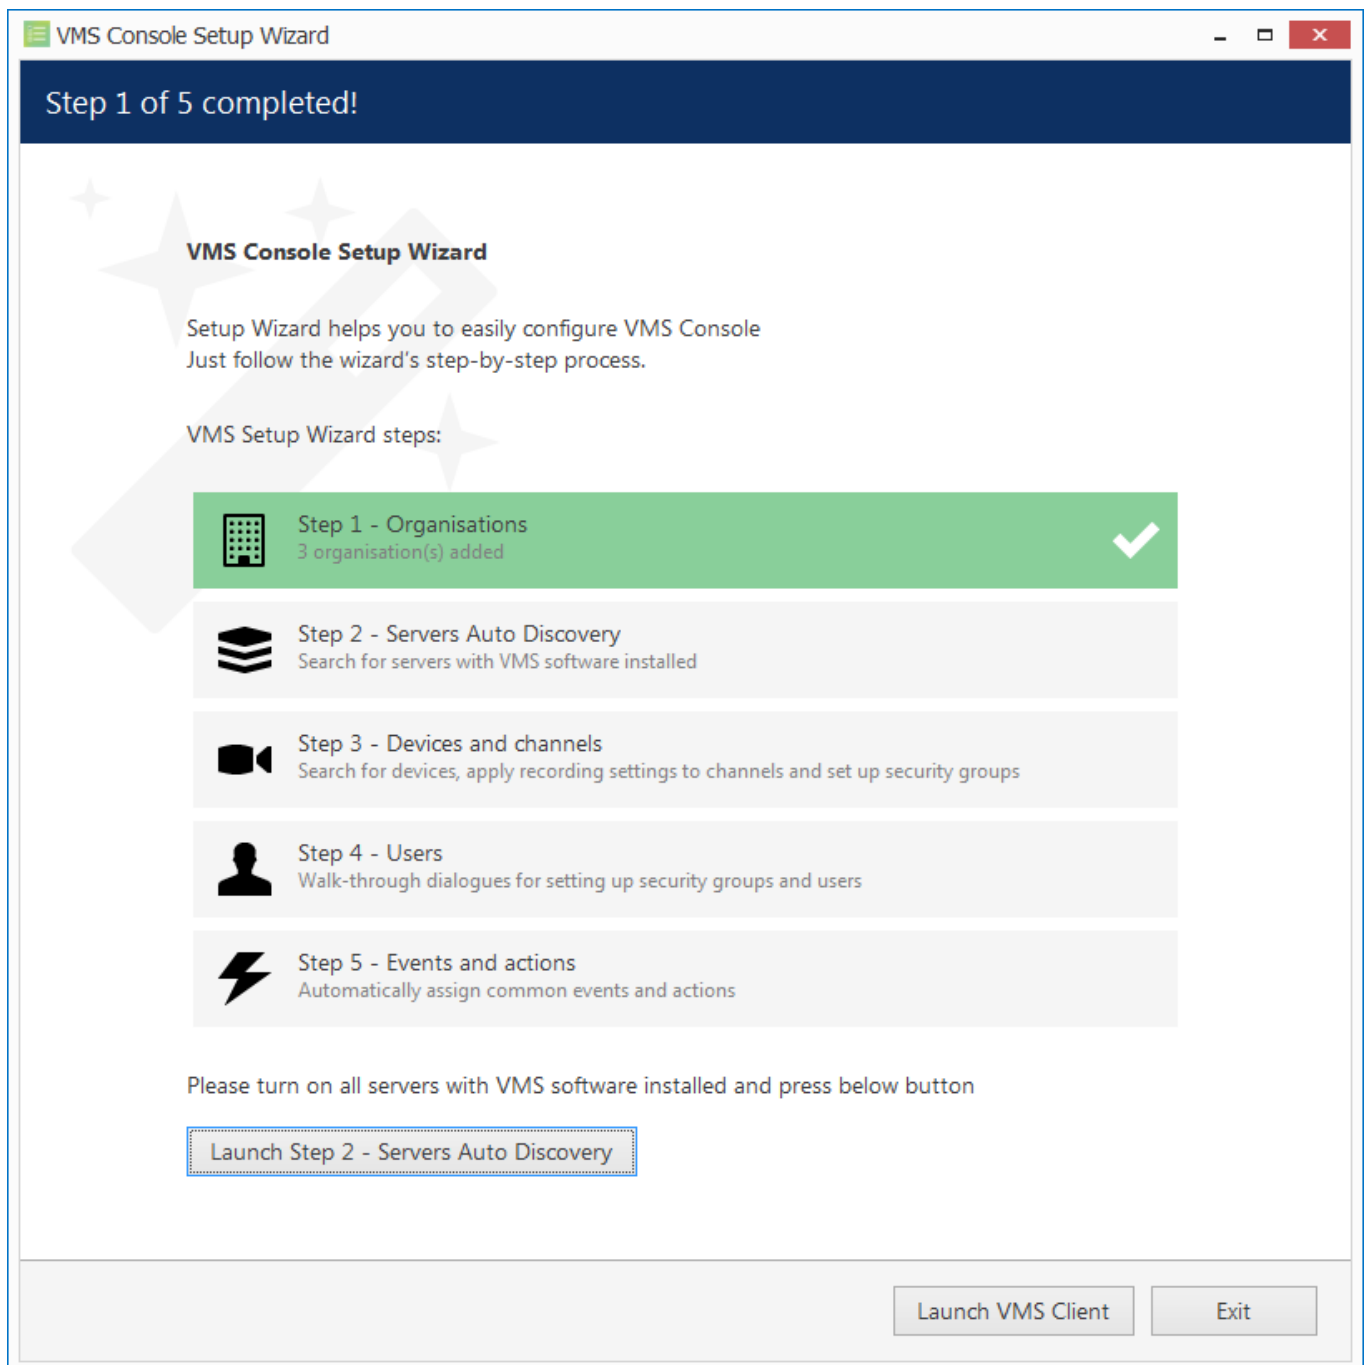 VMS Console Setup Wizard
Step 1 of 5 completed!
VMS Console Setup Wizard
Setup Wizard helps you to easily configure VMS Console
Just follow the wizard's step-by-step process.
VMS Setup Wizard steps:
Step 1 - Organisations
3 organisation(s) added
Step 2 - Servers Auto Discovery
Search for servers with VMS software installed
Step 3 - Devices and channels
Search for devices, apply recording settings to channels and set up security groups
Step 4 - Users
Walk-through dialogues for setting up security groups and users
Step 5 - Events and actions
Automatically assign common events and actions
Please turn on all servers with VMS software installed and press below button
Launch Step 2 - Servers Auto Discovery
Launch VMS Client
Exit